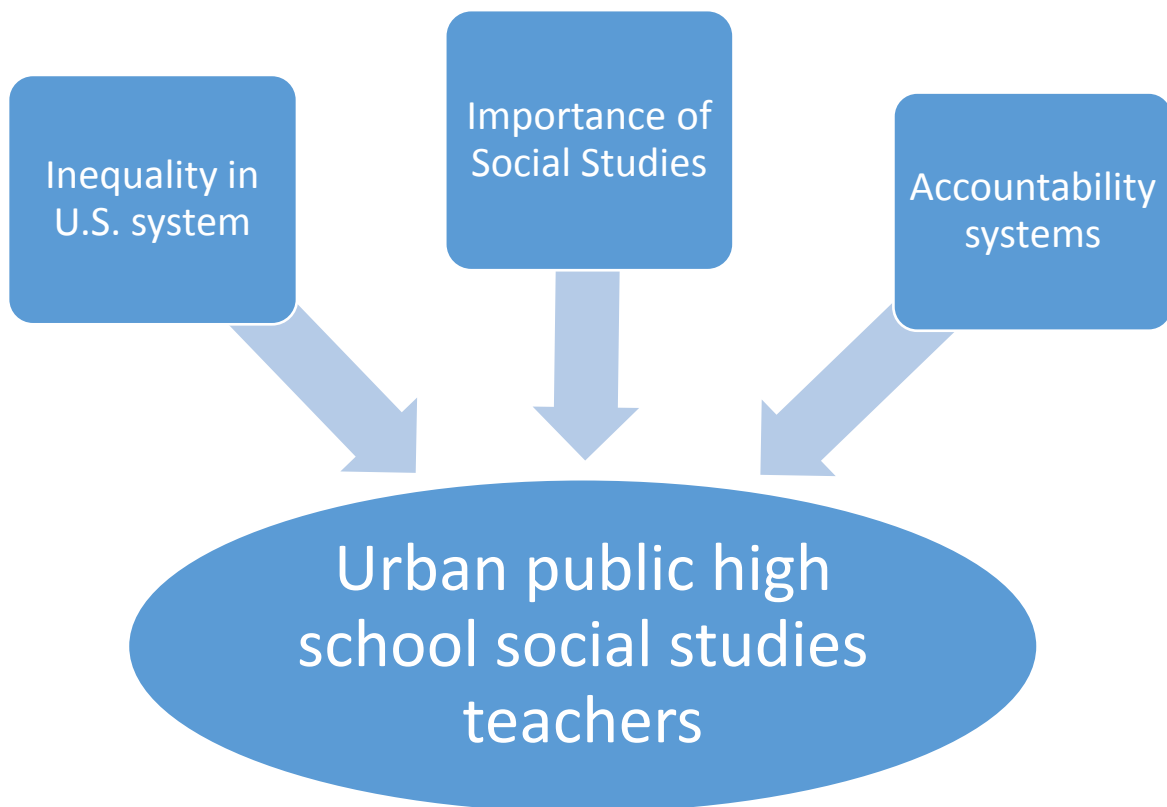 Inequality in
U.S. system
Importance of
Social Studies
Accountability
systems
Urban public high
school social studies
teachers